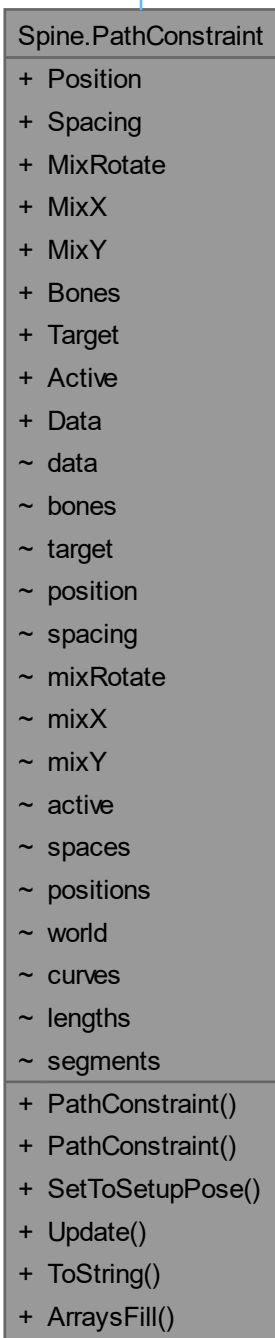 Spine.PathConstraint
+ Position
+ Spacing
+ MixRotate
+ MixX
+ MixY
+ Bones
+ Target
+ Active
+ Data
~ data
~ bones
~ target
~ position
~ spacing
~ mixRotate
~ mixX
~ mixY
~ active
~ spaces
~ positions
~ world
~ curves
~ lengths
~ segments
+ PathConstraint()
+ PathConstraint()
+ SetToSetupPose()
+ Update()
+ ToString()
+ ArraysFill()